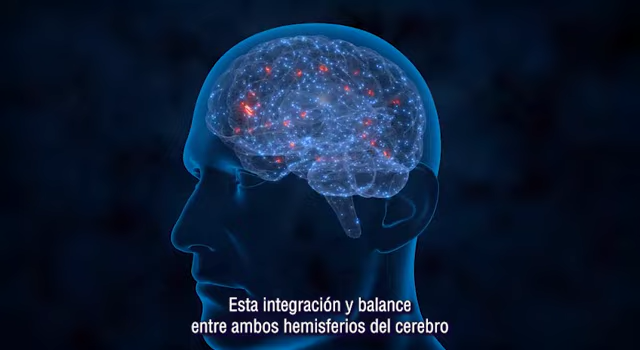 Esta integración y balance
entre ambos hemisferios del cerebro